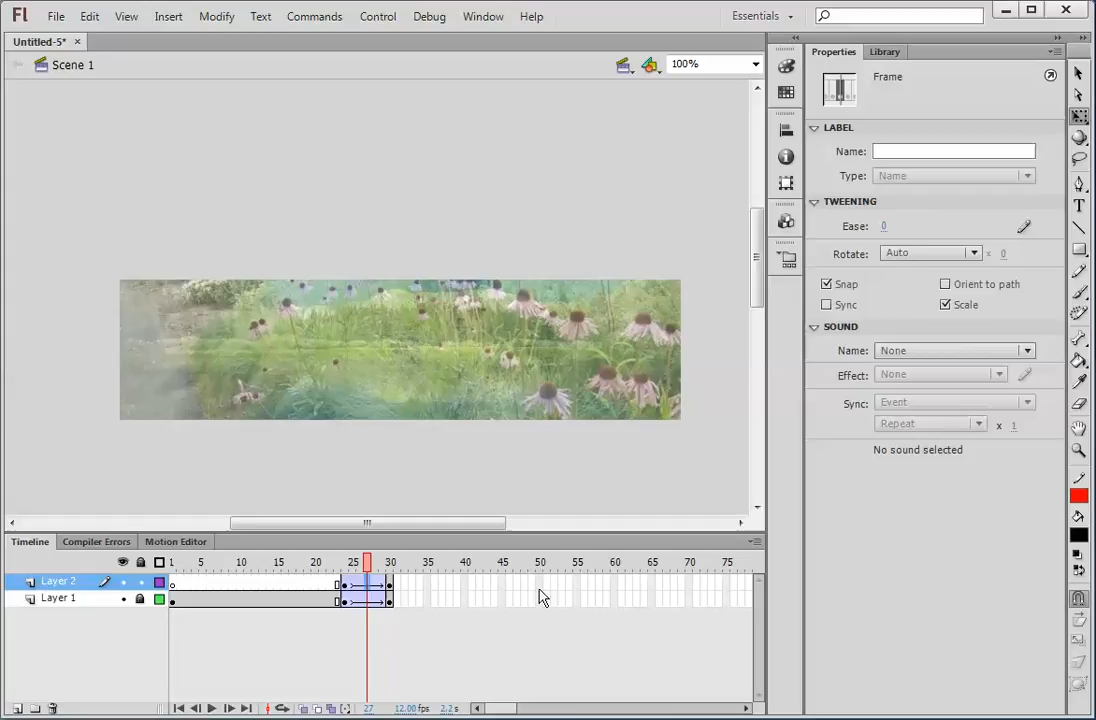 Fl File Edit View Insert Modify Text Commands Control Debug Window Help Essentials
Untitled-5* ×
Scene 1 100%
Properties Library
Frame
LABEL
Name:
Type: Name
TWEENING
Ease: 0
Rotate: Auto x 0
Snap Orient to path
Sync Scale
SOUND
Name: None
Effect: None
Sync: Event
Repeat x 1
No sound selected
Timeline Compiler Errors Motion Editor
1 5 10 15 20 25 30 35 40 45 50 55 60 65 70 75
Layer 2
Layer 1
27 12.00 fps 2.2 s